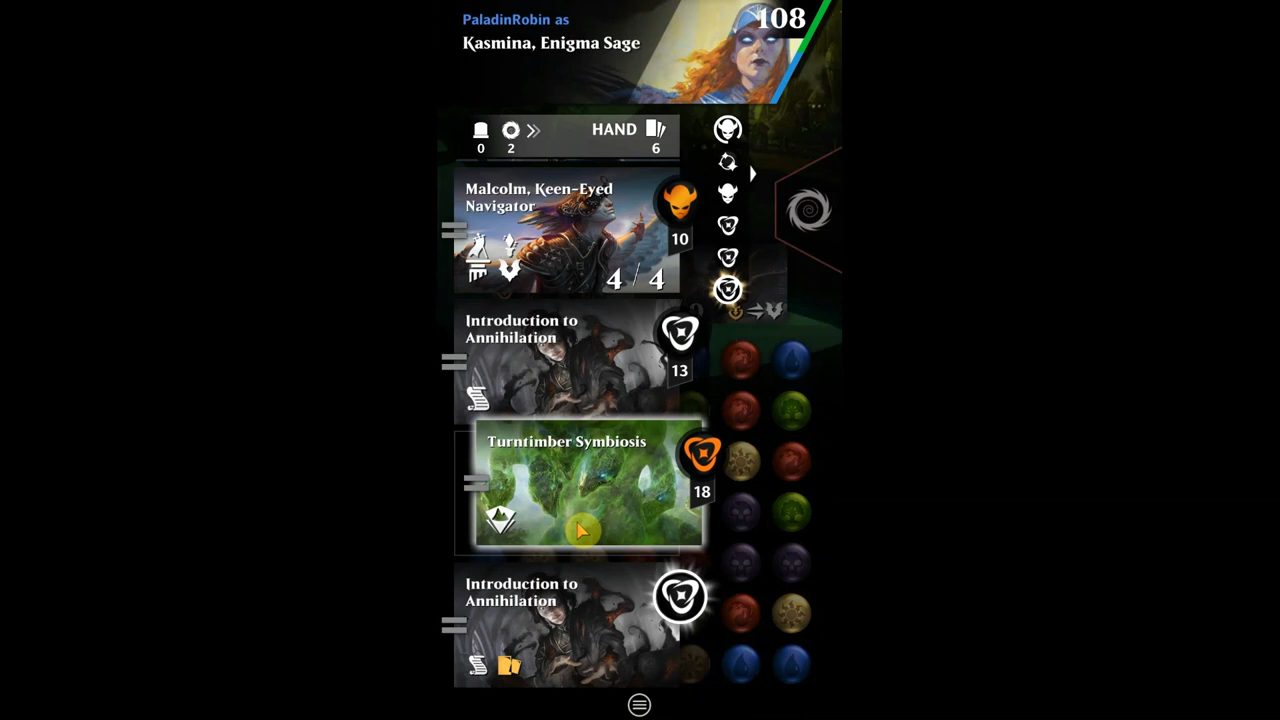 PaladinRobin as
108
Kasmina, Enigma Sage
HAND
0
2
6
Malcolm, Keen-Eyed
Navigator
10
4 / 4
Introduction to
Annihilation
13
Turntimber Symbiosis
18
Introduction to
Annihilation